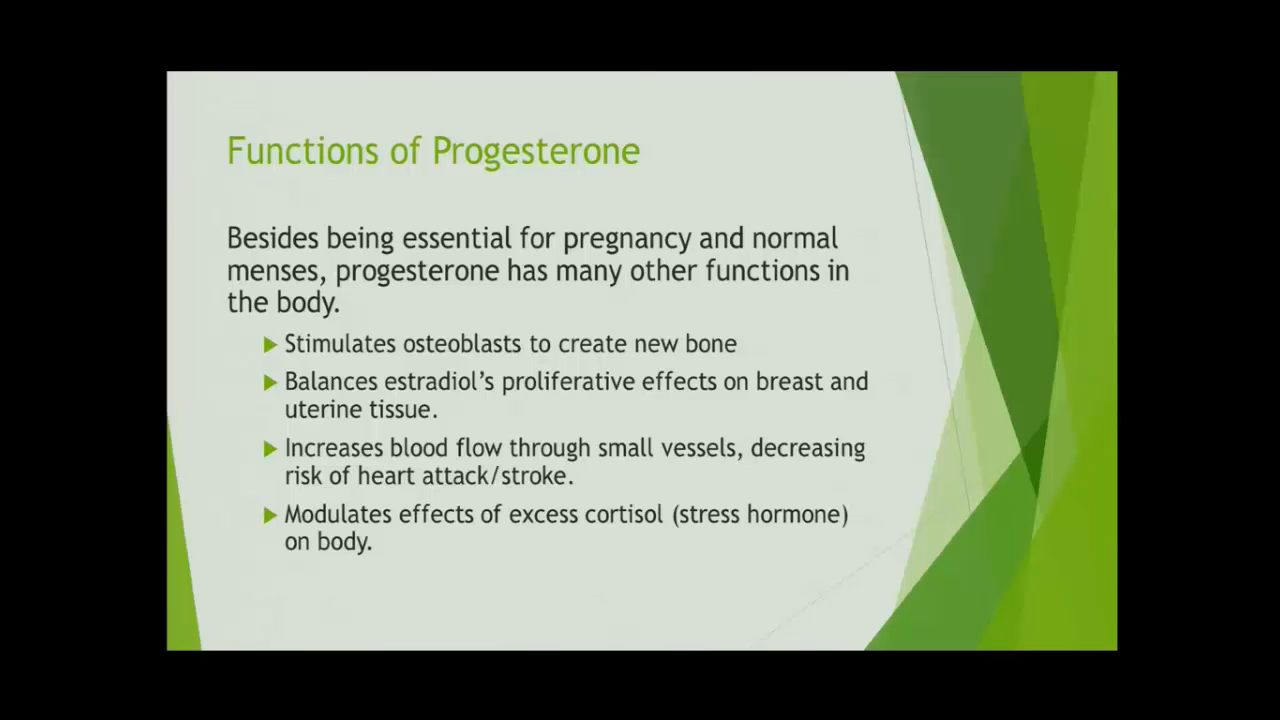 Functions of Progesterone
Besides being essential for pregnancy and normal
menses, progesterone has many other functions in
the body.
Stimulates osteoblasts to create new bone
Balances estradiol’s proliferative effects on breast and
uterine tissue.
Increases blood flow through small vessels, decreasing
risk of heart attack/stroke.
Modulates effects of excess cortisol (stress hormone)
on body.